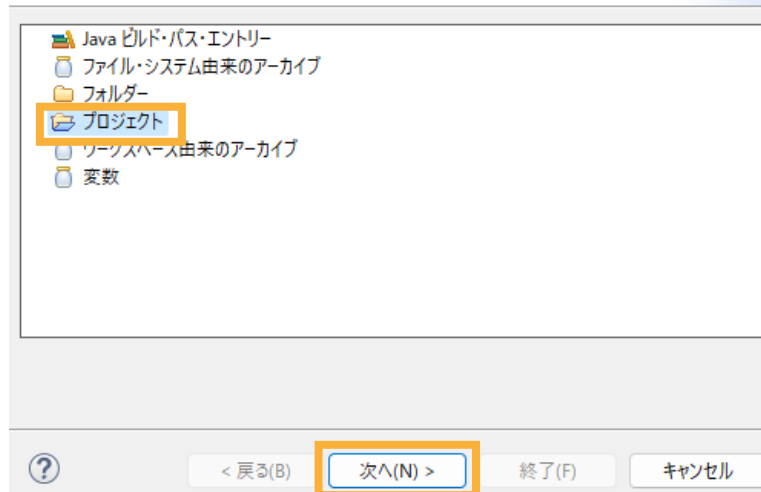 Java ビルド・パス・エントリー
ファイル・システム由来のアーカイブ
フォルダー
プロジェクト
ワークスペース由来のアーカイブ
変数
?
< 戻る(B)
次へ(N) >
終了(F)
キャンセル